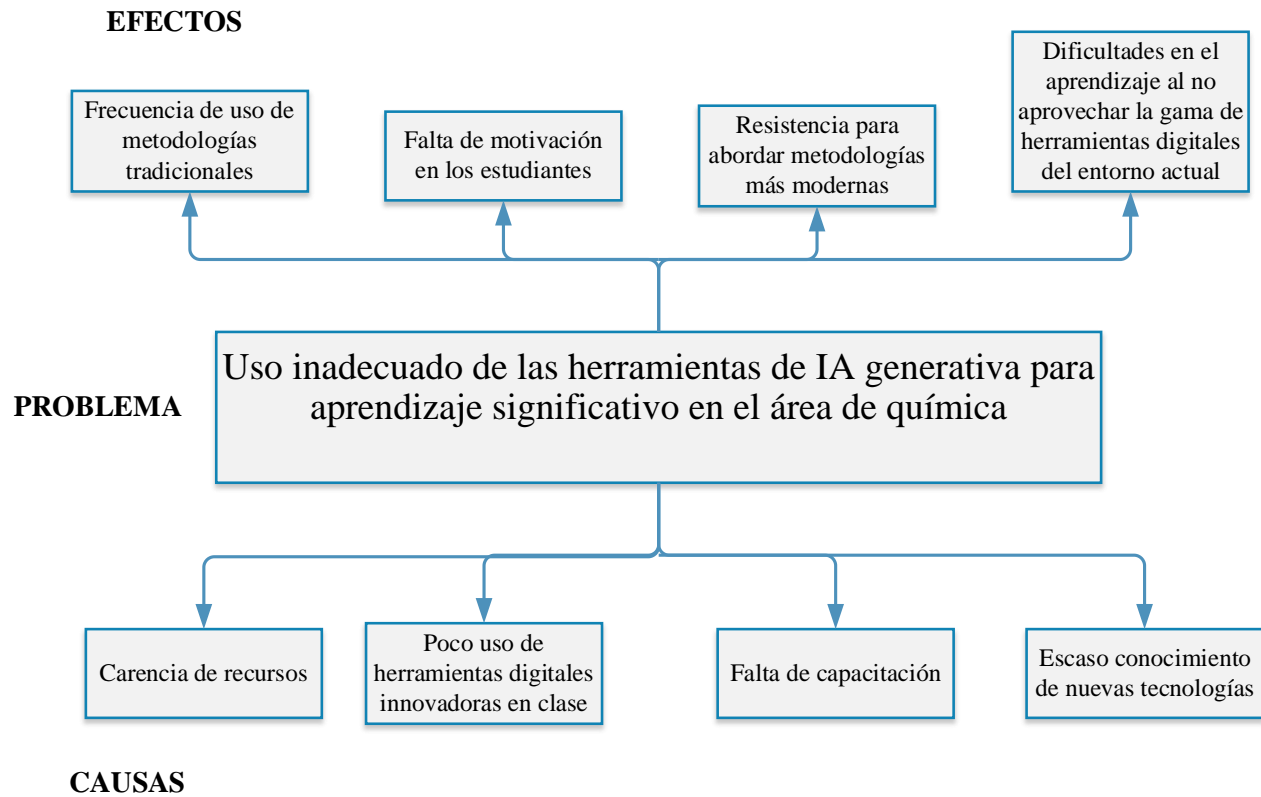 EFECTOS
Frecuencia de uso de
metodologías
tradicionales
Falta de motivación
en los estudiantes
Resistencia para
abordar metodologías
más modernas
Dificultades en el
aprendizaje al no
aprovechar la gama de
herramientas digitales
del entorno actual
PROBLEMA
Uso inadecuado de las herramientas de IA generativa para
aprendizaje significativo en el área de química
Carencia de recursos
Poco uso de
herramientas digitales
innovadoras en clase
Falta de capacitación
Escaso conocimiento
de nuevas tecnologías
CAUSAS